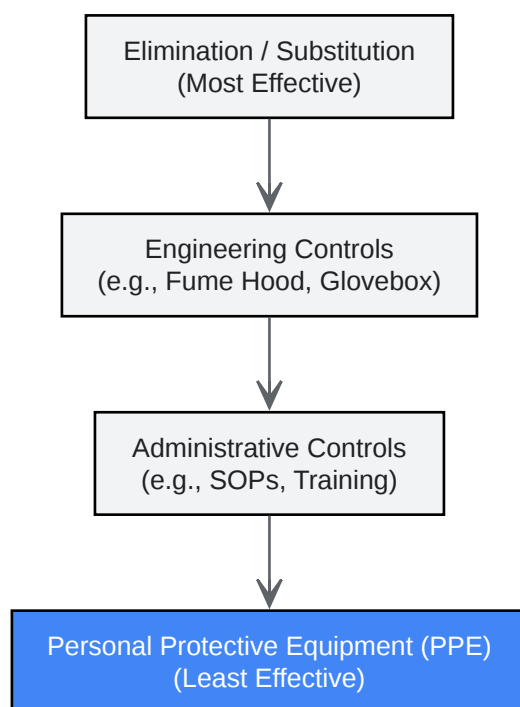 Elimination / Substitution
(Most Effective)
Engineering Controls
(e.g., Fume Hood, Glovebox)
Administrative Controls
(e.g., SOPs, Training)
Personal Protective Equipment (PPE)
(Least Effective)